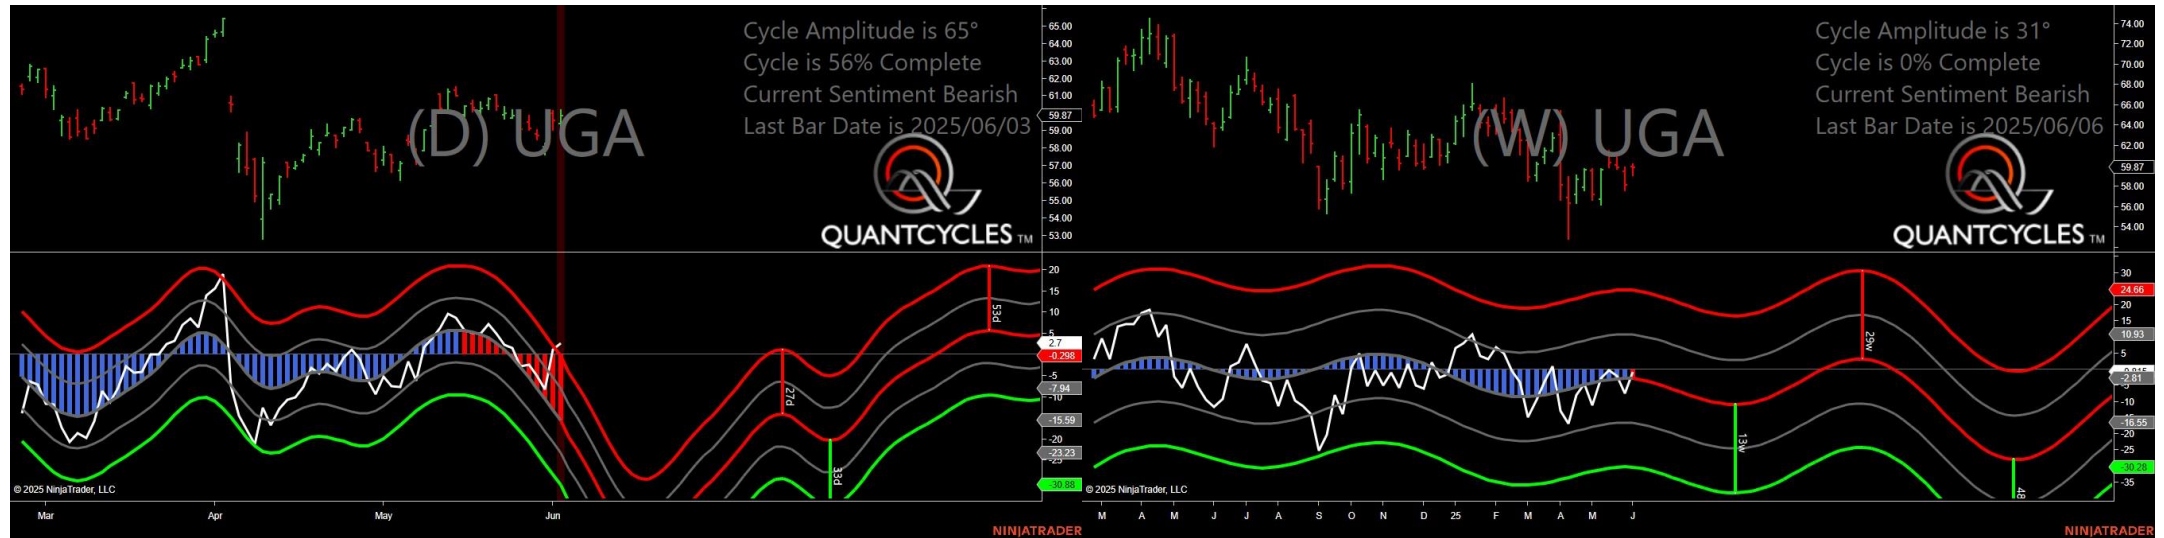 Cycle Amplitude is 65°
Cycle is 56% Complete
Current Sentiment Bearish
Last Bar Date is 2025/06/03
(D) UGA
QUANTCYCLES TM
65.00
64.00
63.00
62.00
61.00
59.87
59.00
58.00
57.00
56.00
55.00
54.00
53.00
20
15
10
5
2.7
-0.298
-5
-7.94
-10
-15.59
-20
-23.23
-25
-30.88
53d
27d
33d
© 2025 NinjaTrader, LLC
Mar
Apr
May
Jun
NINJATRADER
Cycle Amplitude is 31°
Cycle is 0% Complete
Current Sentiment Bearish
Last Bar Date is 2025/06/06
(W) UGA
QUANTCYCLES TM
74.00
72.00
70.00
68.00
66.00
64.00
62.00
59.87
58.00
56.00
54.00
30
24.66
20
15
10.93
5
-2.81
-10
-16.55
-20
-25
-30.28
-35
29w
13w
48
© 2025 NinjaTrader, LLC
M
A
M
J
J
A
S
O
N
D
25
F
M
A
M
J
NINJATRADER